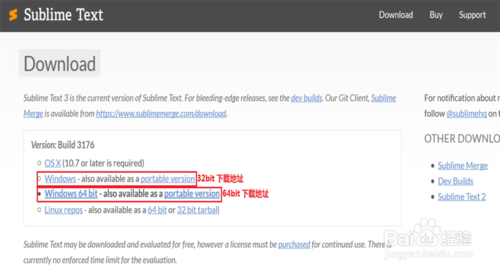 Sublime Text
Download
Buy
Support
Download
Sublime Text 3 is the current version of Sublime Text. For bleeding-edge releases, see the dev builds. Our Git Client, Sublime
Merge is available from https://www.sublimemerge.com/download.
Version: Build 3176
OS X (10.7 or later is required)
Windows - also available as a portable version 32bit 下载地址
Windows 64 bit - also available as a portable version 64bit 下载地址
Linux repos - also available as a 64 bit or 32 bit tarball
Sublime Text may be downloaded and evaluated for free, however a license must be purchased for continued use. There is
currently no enforced time limit for the evaluation.
For notification about
follow @sublimehq on
OTHER DOWNLO
Sublime Merge
Dev Builds
Sublime Text 2
Baidu 经验
jingyan.baidu.com